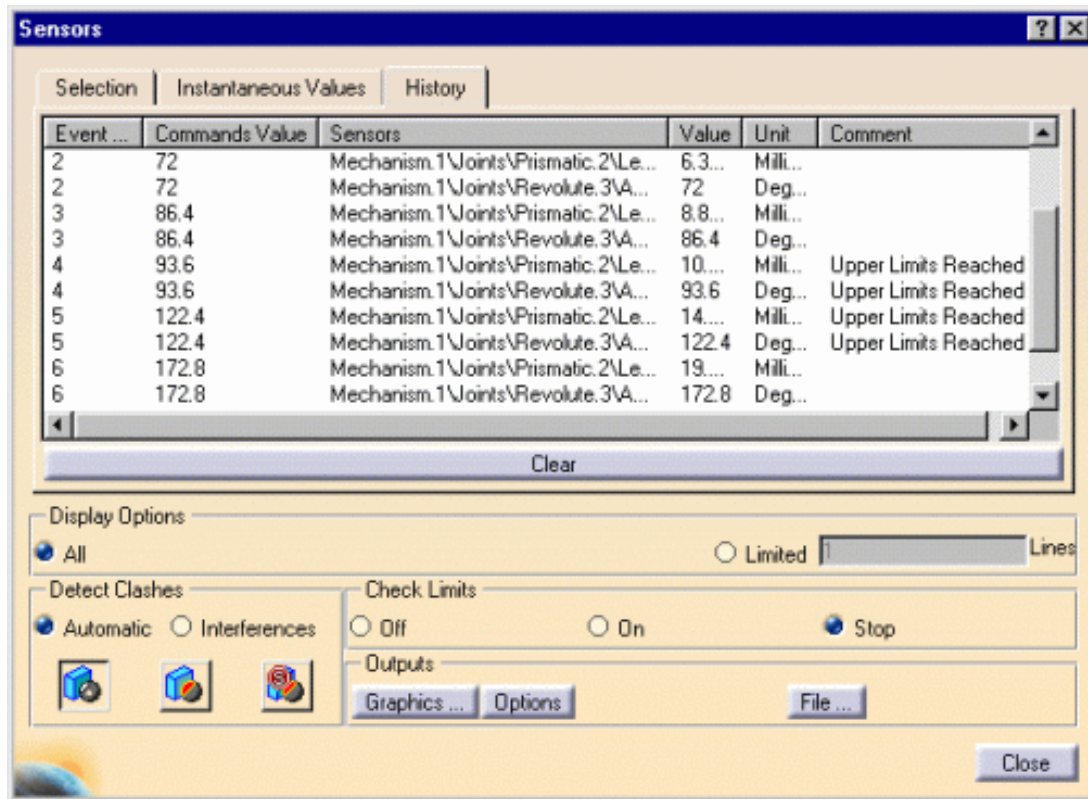 Sensors
Selection Instantaneous Values History
Event ... Commands Value Sensors Value Unit Comment
2 72 Mechanism.1\Joints\Prismatic.2\Le... 6.3... Milli...
2 72 Mechanism.1\Joints\Revolute.3\A... 72 Deg...
3 86.4 Mechanism.1\Joints\Prismatic.2\Le... 8.8... Milli...
3 86.4 Mechanism.1\Joints\Revolute.3\A... 86.4 Deg...
4 93.6 Mechanism.1\Joints\Prismatic.2\Le... 10.... Milli... Upper Limits Reached
4 93.6 Mechanism.1\Joints\Revolute.3\A... 93.6 Deg... Upper Limits Reached
5 122.4 Mechanism.1\Joints\Prismatic.2\Le... 14.... Milli... Upper Limits Reached
5 122.4 Mechanism.1\Joints\Revolute.3\A... 122.4 Deg... Upper Limits Reached
6 172.8 Mechanism.1\Joints\Prismatic.2\Le... 19.... Milli...
6 172.8 Mechanism.1\Joints\Revolute.3\A... 172.8 Deg...
Clear
Display Options
All Limited 1 Lines
Detect Clashes Check Limits
Automatic Interferences Off On Stop
Outputs
Graphics ... Options File ...
Close